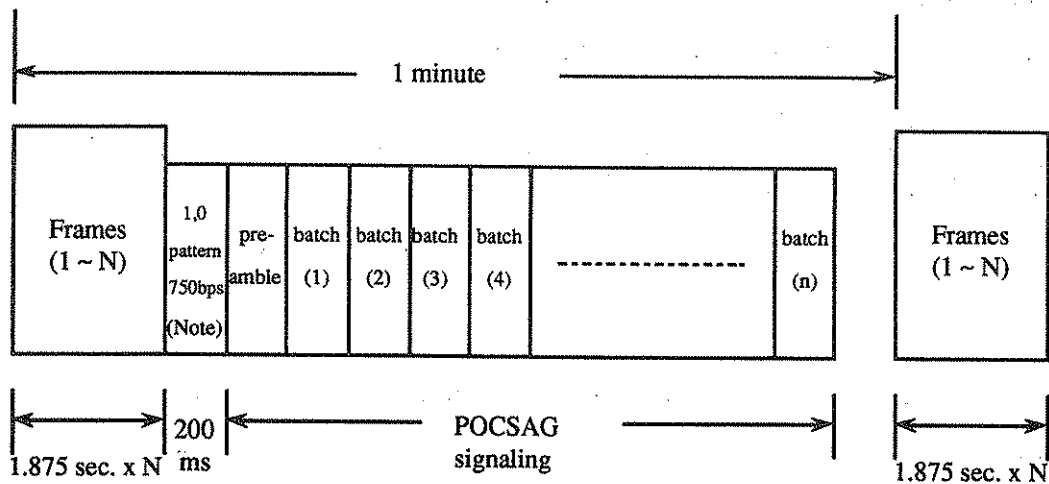 1 minute
Frames
(1 ~ N)
1,0
pattern
750bps
(Note)
pre-
amble
batch
(1)
batch
(2)
batch
(3)
batch
(4)
batch
(n)
Frames
(1 ~ N)
1.875 sec. x N
200
ms
POCSAG
signaling
1.875 sec. x N